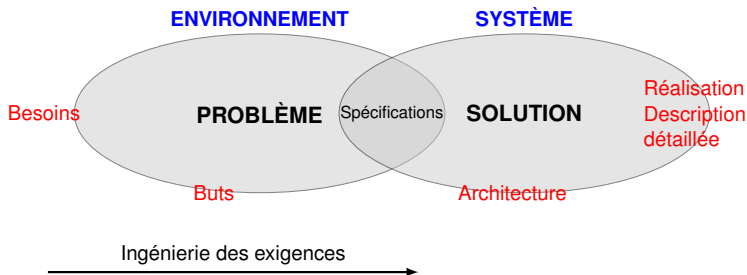 ENVIRONNEMENT
SYSTÈME
Besoins
PROBLÈME
Spécifications
SOLUTION
Réalisation
Description
détaillée
Buts
Architecture
Ingénierie des exigences